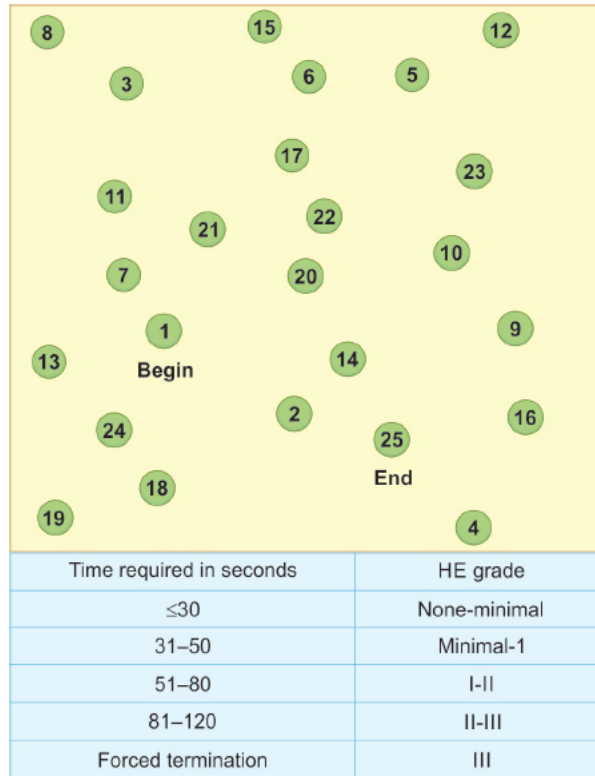 8 15 12
3 6 5
17
23
11
21 22
10
7 20
1 9
13 Begin 14
2 16
24 25
End
18
19 4
Time required in seconds HE grade
≤30 None-minimal
31–50 Minimal-1
51–80 I-II
81–120 II-III
Forced termination III